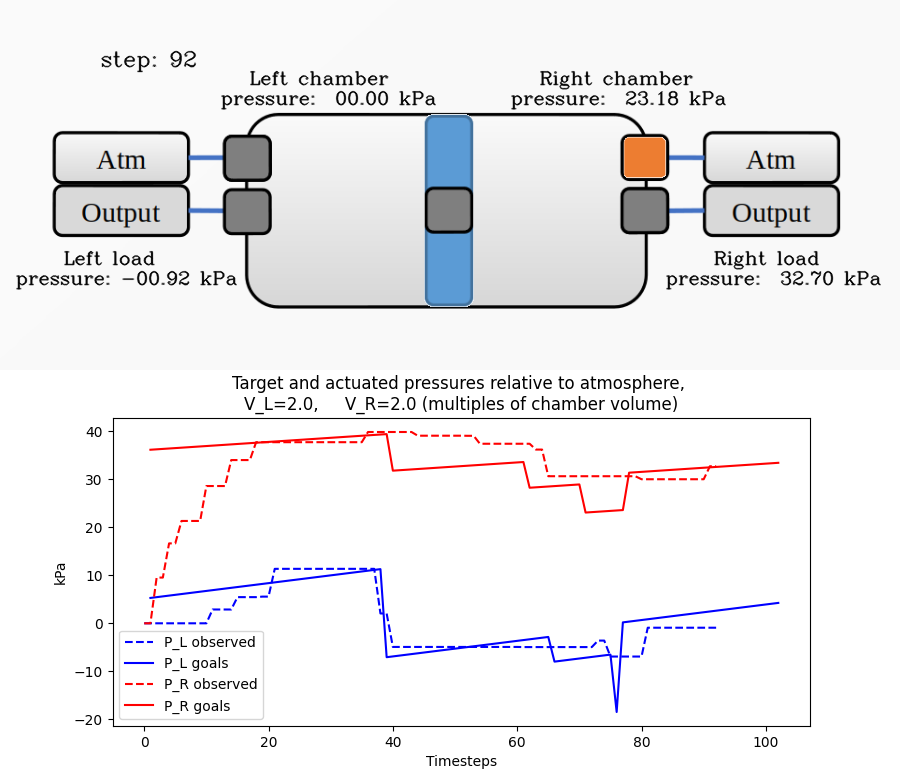 step: 92
Left chamber
pressure: 00.00 kPa
Right chamber
pressure: 23.18 kPa
Atm
Output
Atm
Output
Left load
pressure: −00.92 kPa
Right load
pressure: 32.70 kPa
Target and actuated pressures relative to atmosphere,
V_L=2.0, V_R=2.0 (multiples of chamber volume)
40
30
20
10
0
−10
−20
kPa
P_L observed
P_L goals
P_R observed
P_R goals
0 20 40 60 80 100
Timesteps